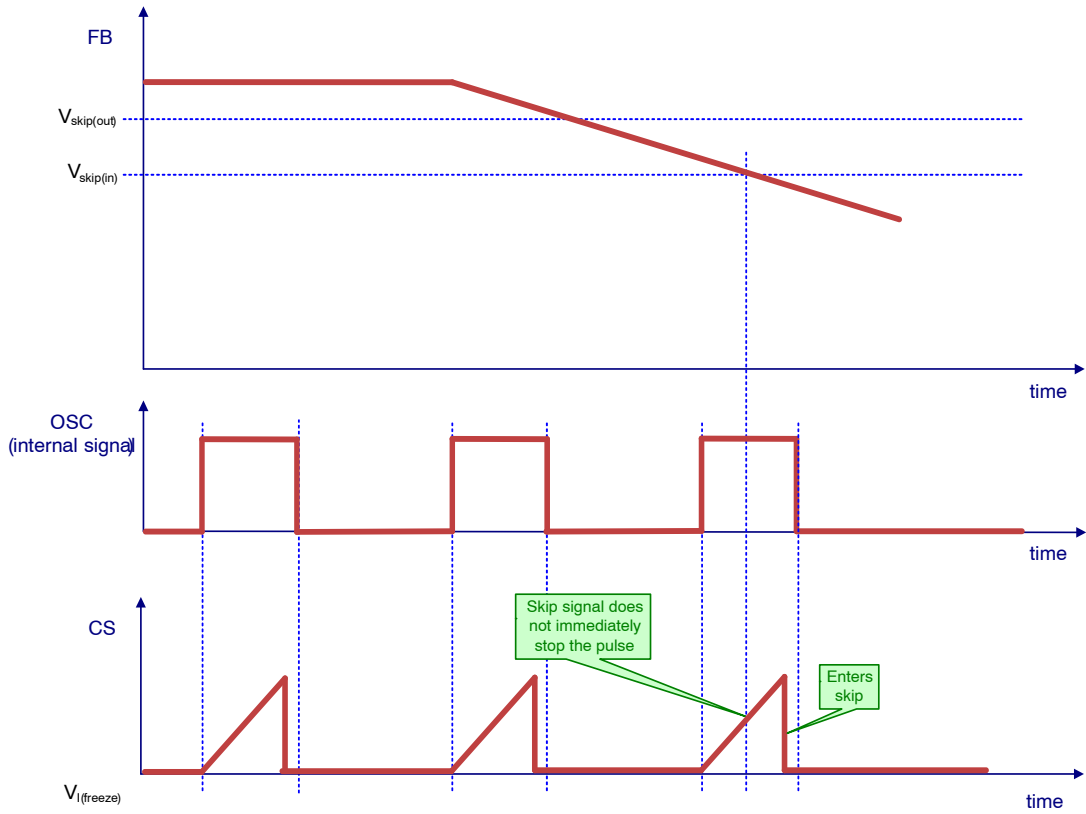 FB
Vskip(out)
Vskip(in)
time
OSC
(internal signal)
time
CS
Skip signal does
not immediately
stop the pulse
Enters
skip
VI(freeze)
time